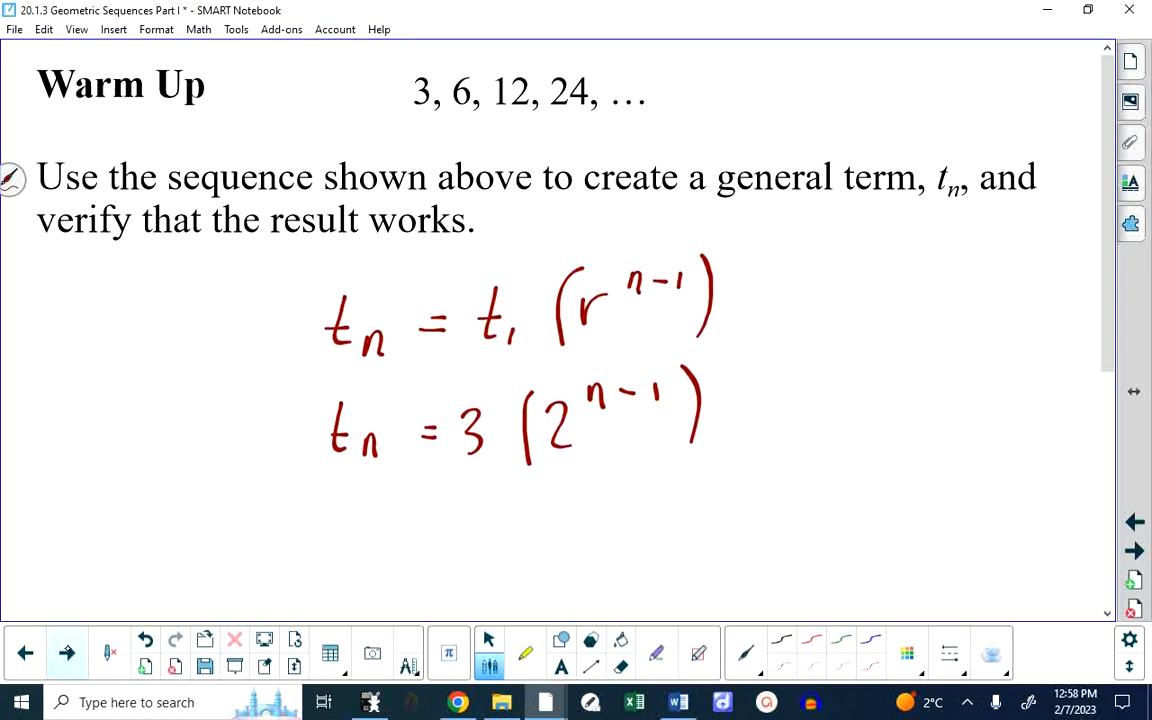 20.1.3 Geometric Sequences Part I * - SMART Notebook
File Edit View Insert Format Math Tools Add-ons Account Help
Warm Up 3, 6, 12, 24, …
Use the sequence shown above to create a general term, tₙ, and
verify that the result works.
tₙ = t₁ (rⁿ⁻¹)
tₙ = 3 (2ⁿ⁻¹)
Type here to search
2°C
12:58 PM
2/7/2023